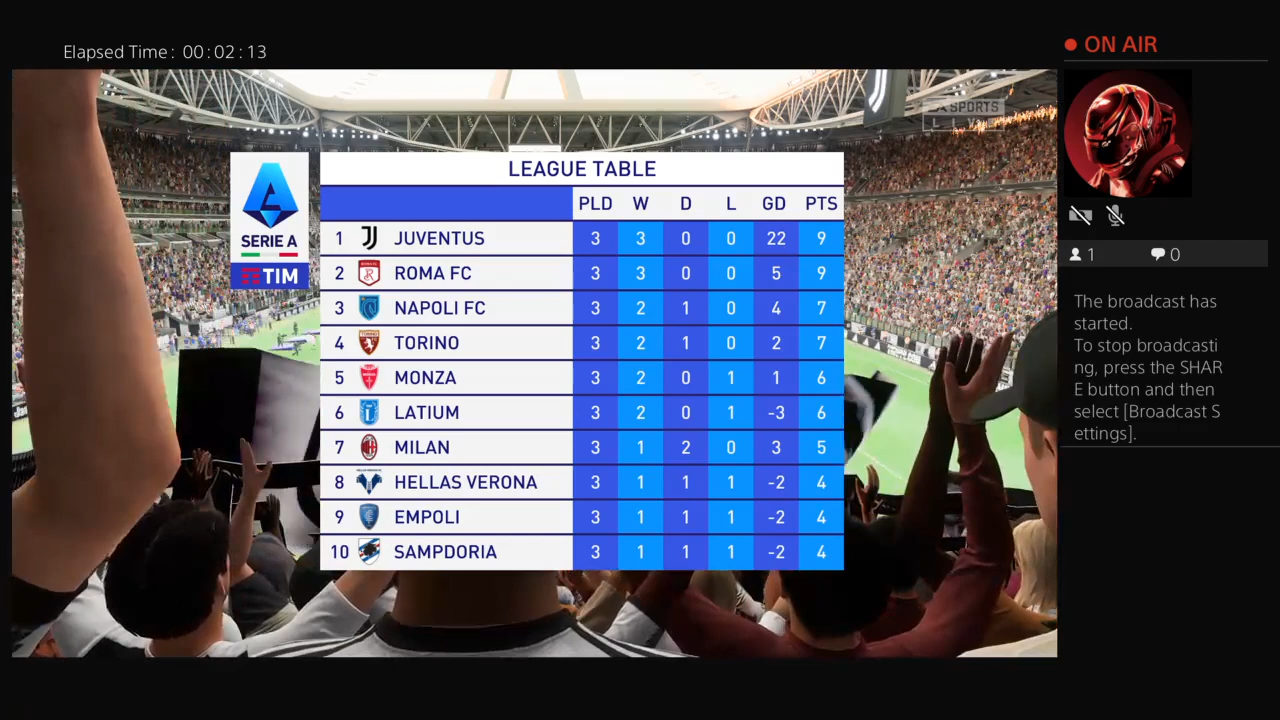 Elapsed Time: 00:02:13
ON AIR
EA SPORTS
LEAGUE TABLE
PLD W D L GD PTS
1 JUVENTUS 3 3 0 0 22 9
2 ROMA FC 3 3 0 0 5 9
3 NAPOLI FC 3 2 1 0 4 7
4 TORINO 3 2 1 0 2 7
5 MONZA 3 2 0 1 1 6
6 LATIUM 3 2 0 1 -3 6
7 MILAN 3 1 2 0 3 5
8 HELLAS VERONA 3 1 1 1 -2 4
9 EMPOLI 3 1 1 1 -2 4
10 SAMPDORIA 3 1 1 1 -2 4
SERIE A
TIM
1 0
The broadcast has
started.
To stop broadcasti
ng, press the SHAR
E button and then
select [Broadcast S
ettings].